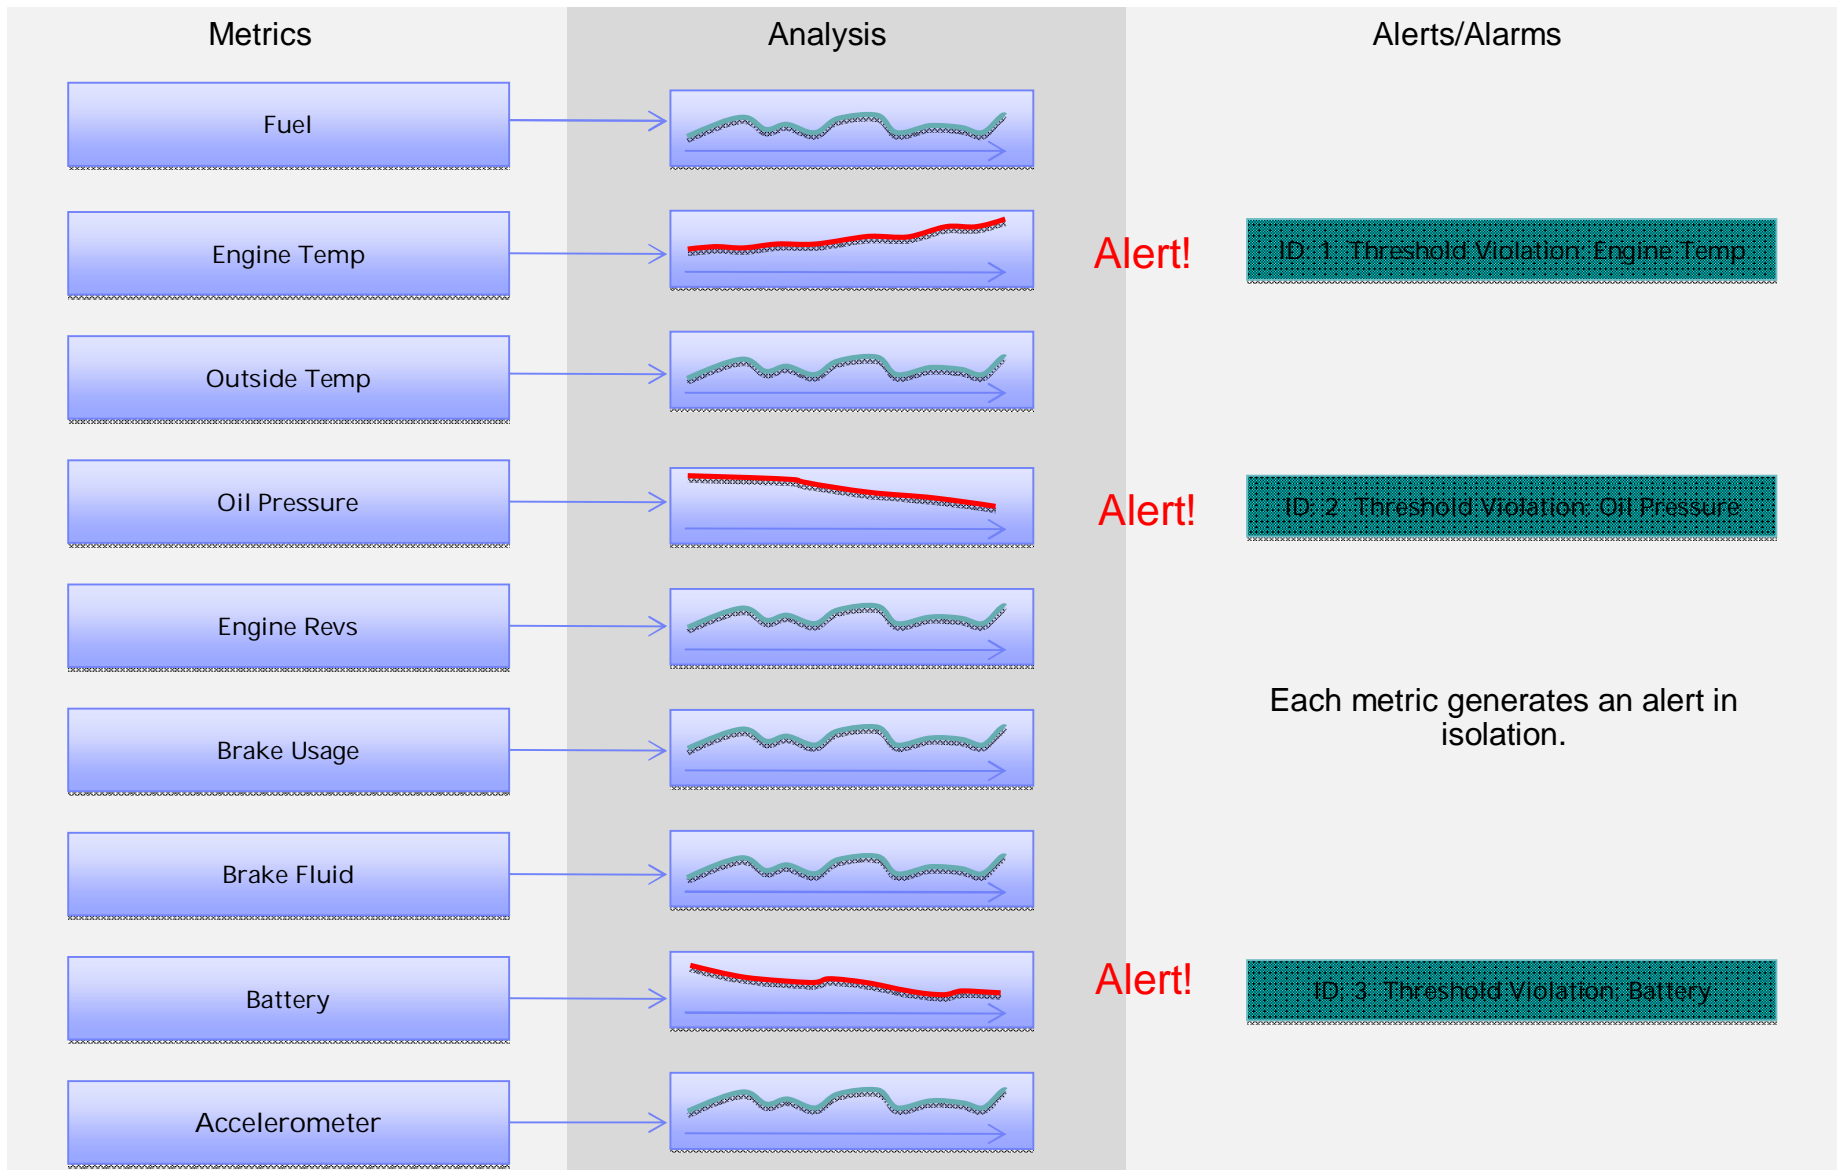 Metrics
Analysis
Alerts/Alarms
Fuel
Engine Temp
Alert!
ID: 1 Threshold Violation: Engine Temp
Outside Temp
Oil Pressure
Alert!
ID: 2 Threshold Violation: Oil Pressure
Engine Revs
Each metric generates an alert in
isolation.
Brake Usage
Brake Fluid
Battery
Alert!
ID: 3 Threshold Violation: Battery
Accelerometer